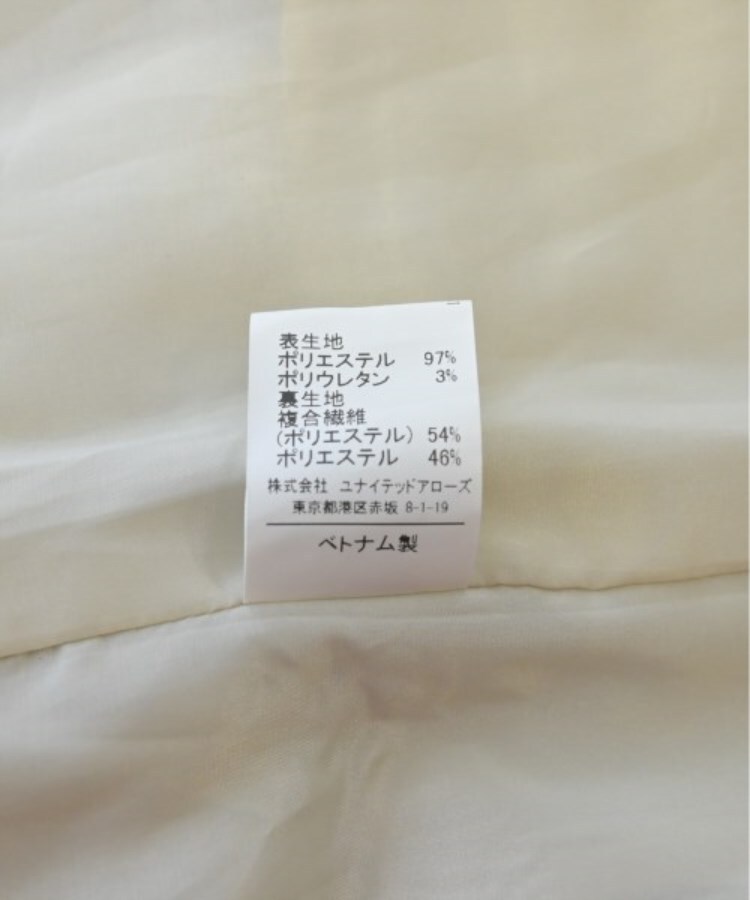 表生地
ポリエステル 97%
ポリウレタン 3%
裏生地
複合繊維
(ポリエステル) 54%
ポリエステル 46%
株式会社 ユナイテッドアローズ
東京都港区赤坂 8-1-19
ベトナム製